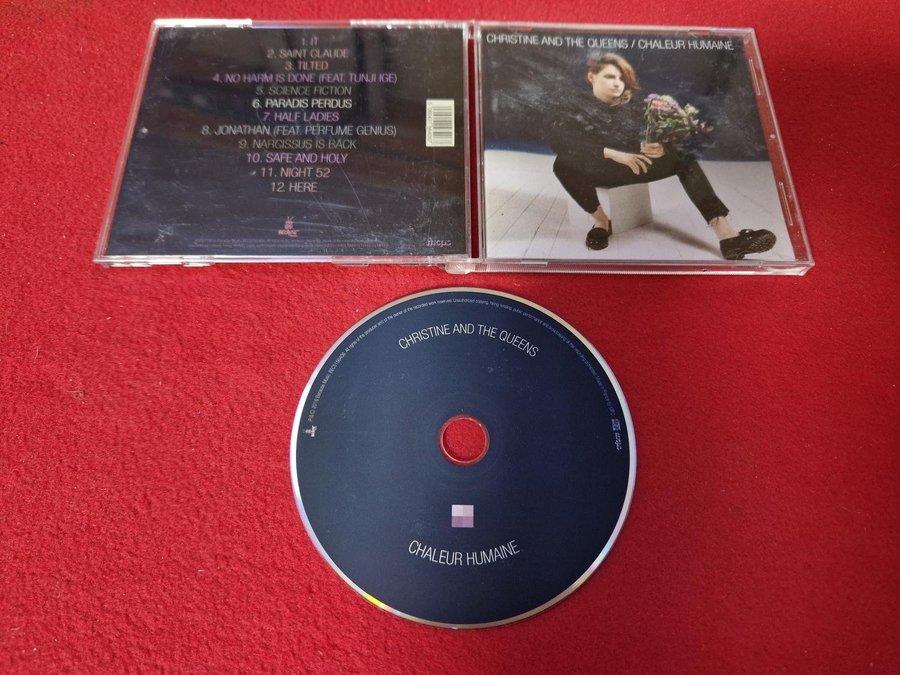 1. IT
2. SAINT CLAUDE
3. TILTED
4. NO HARM IS DONE (FEAT. TUNJI IGE)
5. SCIENCE FICTION
6. PARADIS PERDUS
7. HALF LADIES
8. JONATHAN (FEAT. PERFUME GENIUS)
9. NARCISSUS IS BACK
10. SAFE AND HOLY
11. NIGHT 52
12. HERE
mcps
CHRISTINE AND THE QUEENS / CHALEUR HUMAINE
CHRISTINE AND THE QUEENS
CHALEUR HUMAINE